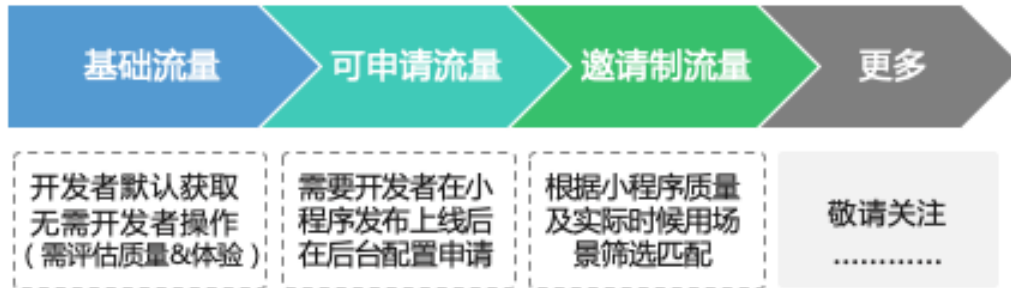 基础流量
可申请流量
邀请制流量
更多
开发者默认获取
无需开发者操作
（需评估质量&体验）
需要开发者在小
程序发布上线后
在后台配置申请
根据小程序质量
及实际时候用场
景筛选匹配
敬请关注
…………